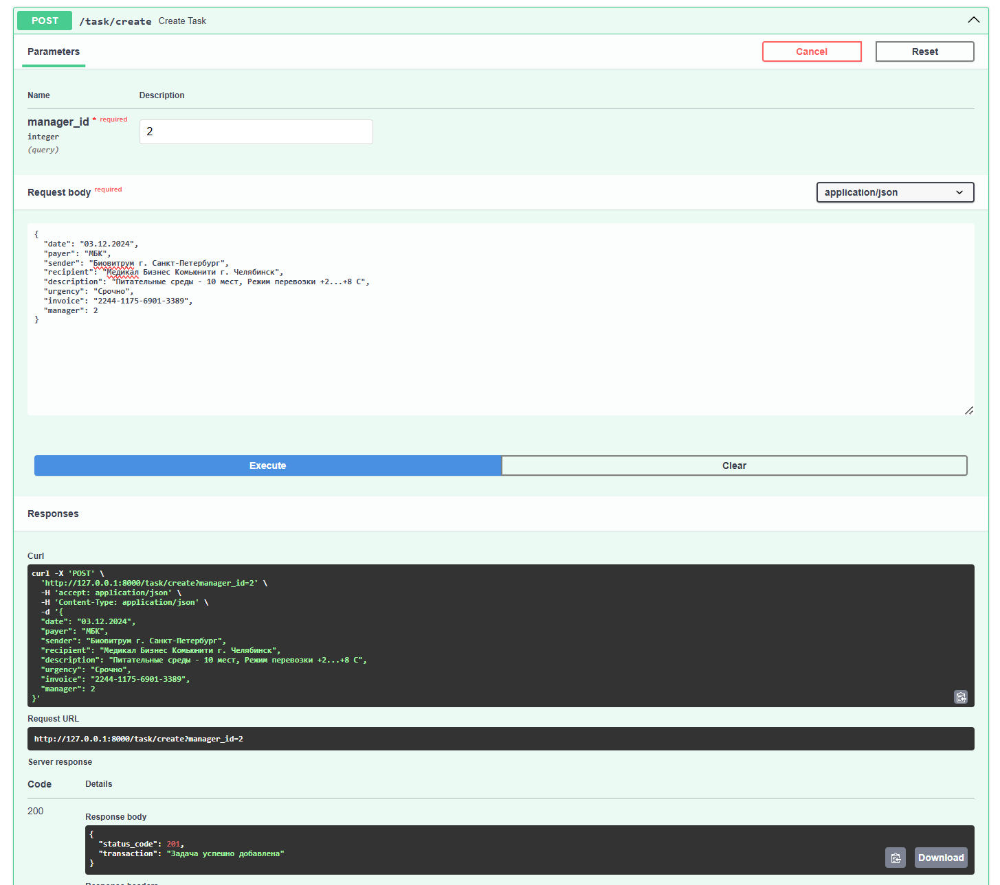 POST /task/create Create Task
Parameters
Cancel
Reset
Name Description
manager_id * required
integer
(query)
2
Request body required
application/json
{
  "date": "03.12.2024",
  "payer": "МБК",
  "sender": "Биовитрум г. Санкт-Петербург",
  "recipient": "Медикал Бизнес Комьюнити г. Челябинск",
  "description": "Питательные среды - 10 мест, Режим перевозки +2...+8 С",
  "urgency": "Срочно",
  "invoice": "2244-1175-6901-3389",
  "manager": 2
}
Execute
Clear
Responses
Curl
curl -X 'POST' \
  'http://127.0.0.1:8000/task/create?manager_id=2' \
  -H 'accept: application/json' \
  -H 'Content-Type: application/json' \
  -d '{
  "date": "03.12.2024",
  "payer": "МБК",
  "sender": "Биовитрум г. Санкт-Петербург",
  "recipient": "Медикал Бизнес Комьюнити г. Челябинск",
  "description": "Питательные среды - 10 мест, Режим перевозки +2...+8 С",
  "urgency": "Срочно",
  "invoice": "2244-1175-6901-3389",
  "manager": 2
}'
Request URL
http://127.0.0.1:8000/task/create?manager_id=2
Server response
Code Details
200
Response body
{
  "status_code": 201,
  "transaction": "Задача успешно добавлена"
}
Download
Response headers